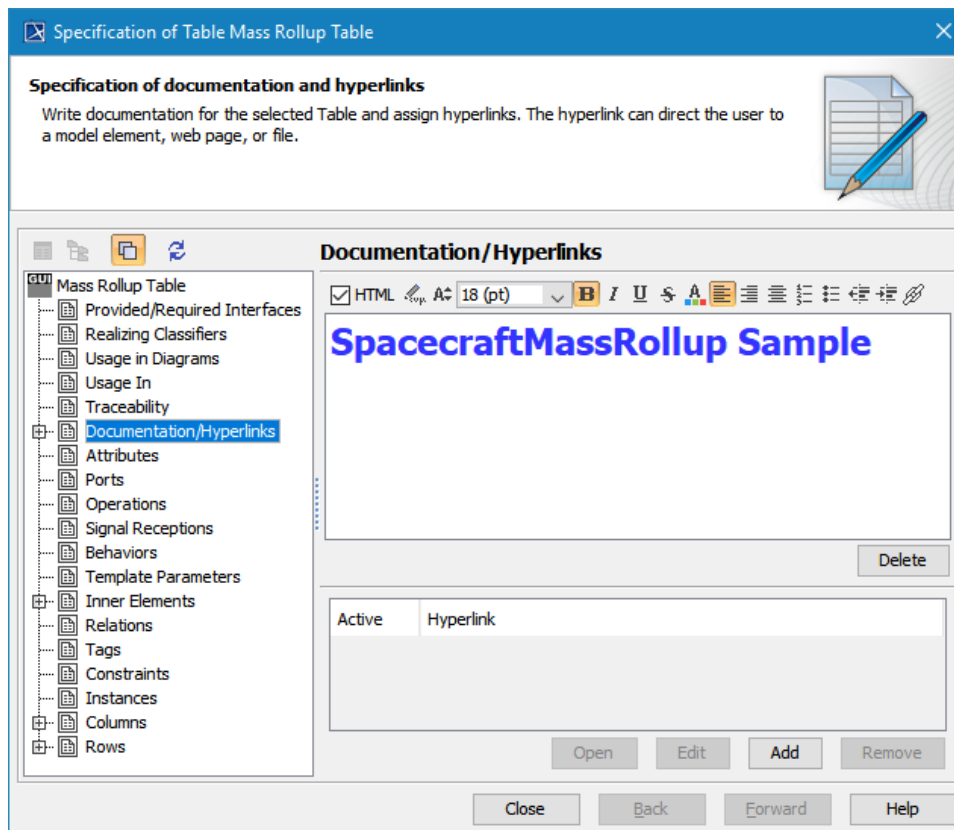 Specification of Table Mass Rollup Table
Specification of documentation and hyperlinks
Write documentation for the selected Table and assign hyperlinks. The hyperlink can direct the user to
a model element, web page, or file.
Documentation/Hyperlinks
GUI Mass Rollup Table
Provided/Required Interfaces
Realizing Classifiers
Usage in Diagrams
Usage In
Traceability
Documentation/Hyperlinks
Attributes
Ports
Operations
Signal Receptions
Behaviors
Template Parameters
Inner Elements
Relations
Tags
Constraints
Instances
Columns
Rows
HTML 18 (pt) B I U S A
SpacecraftMassRollup Sample
Delete
Active Hyperlink
Open Edit Add Remove
Close Back Forward Help